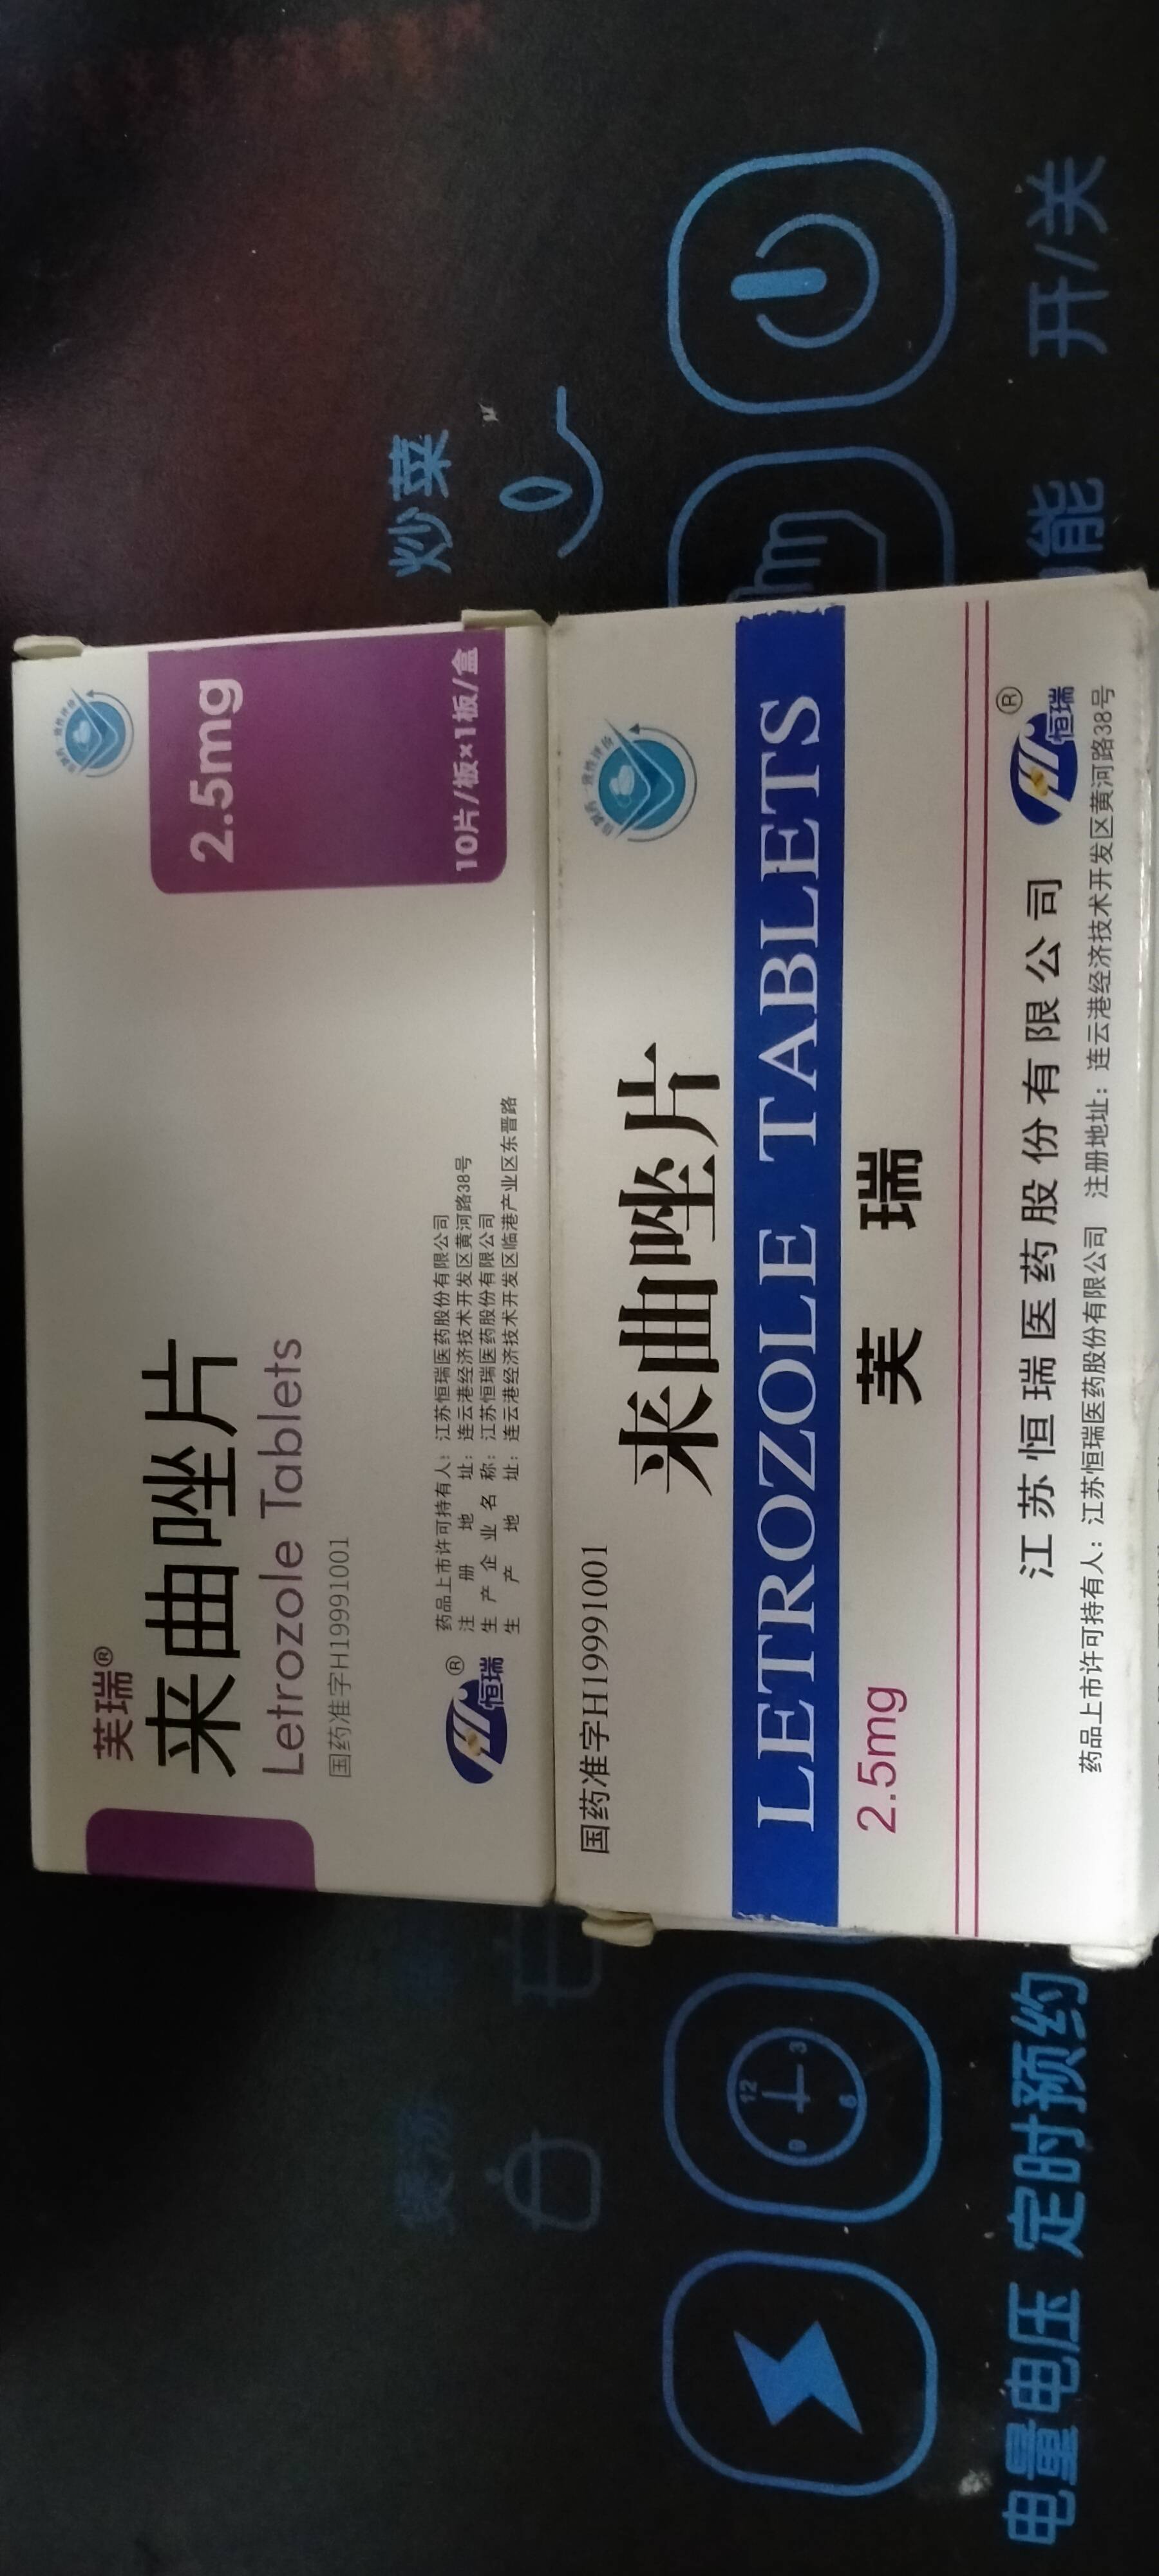 芙瑞®
来曲唑片
Letrozole Tablets
国药准字H19991001
2.5mg
10片/板×1板/盒
恒瑞®
药品上市许可持有人：江苏恒瑞医药股份有限公司
注册地址：连云港经济技术开发区黄河路38号
生产企业名称：江苏恒瑞医药股份有限公司
生产地址：连云港经济技术开发区临港产业区东晋路
国药准字H19991001
来曲唑片
LETROZOLE TABLETS
2.5mg
芙瑞
江苏恒瑞医药股份有限公司
恒瑞®
药品上市许可持有人：江苏恒瑞医药股份有限公司 注册地址：连云港经济技术开发区黄河路38号
炒菜
电量电压
定时预约
12
3
6
9
能
开/关